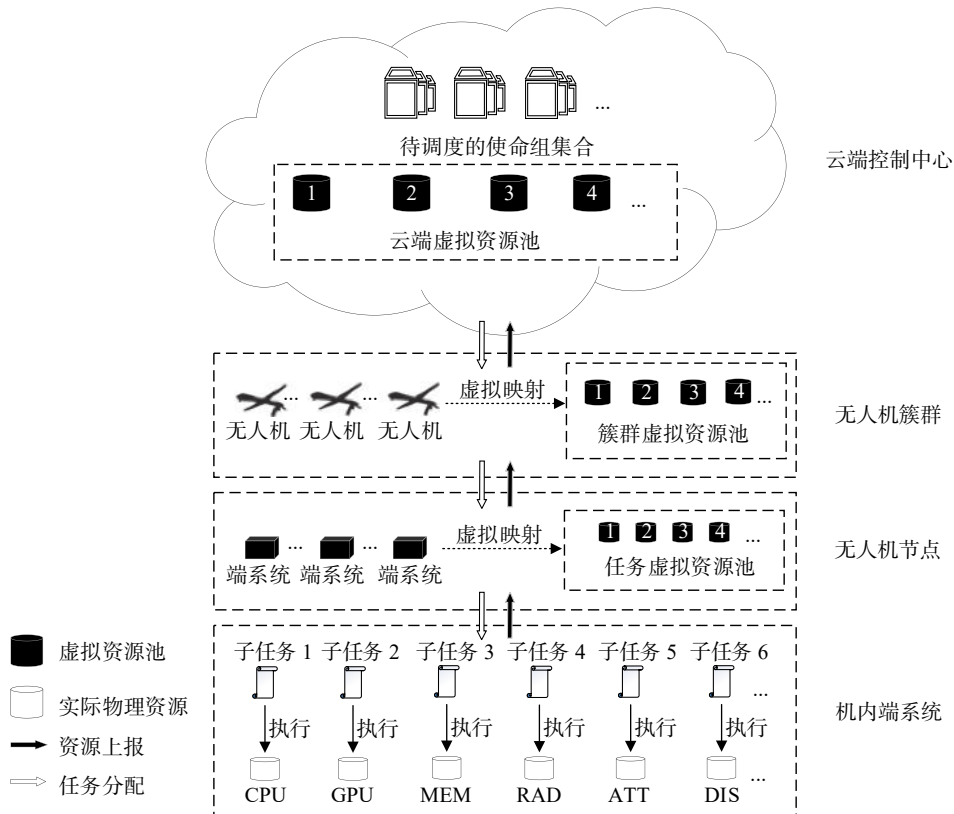 ...
待调度的使命组集合
云端控制中心
1 2 3 4 ...
云端虚拟资源池
... ... 虚拟映射 1 2 3 4 ...
无人机 无人机 无人机
簇群虚拟资源池
无人机簇群
... ... 虚拟映射 1 2 3 4 ...
端系统 端系统 端系统
任务虚拟资源池
无人机节点
子任务 1 子任务 2 子任务 3 子任务 4 子任务 5 子任务 6
...
机内端系统
执行 执行 执行 执行 执行 执行
...
CPU GPU MEM RAD ATT DIS
虚拟资源池
实际物理资源
资源上报
任务分配